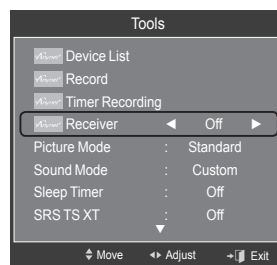 Tools
Device List
Record
Timer Recording
Receiver ◄ Off ►
Picture Mode : Standard
Sound Mode : Custom
Sleep Timer : Off
SRS TS XT : Off
▼
Move Adjust Exit